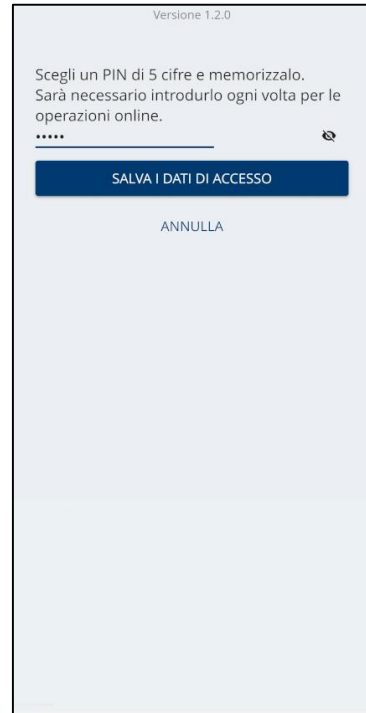 Versione 1.2.0
Scegli un PIN di 5 cifre e memorizzalo.
Sarà necessario introdurlo ogni volta per le
operazioni online.
•••••
SALVA I DATI DI ACCESSO
ANNULLA